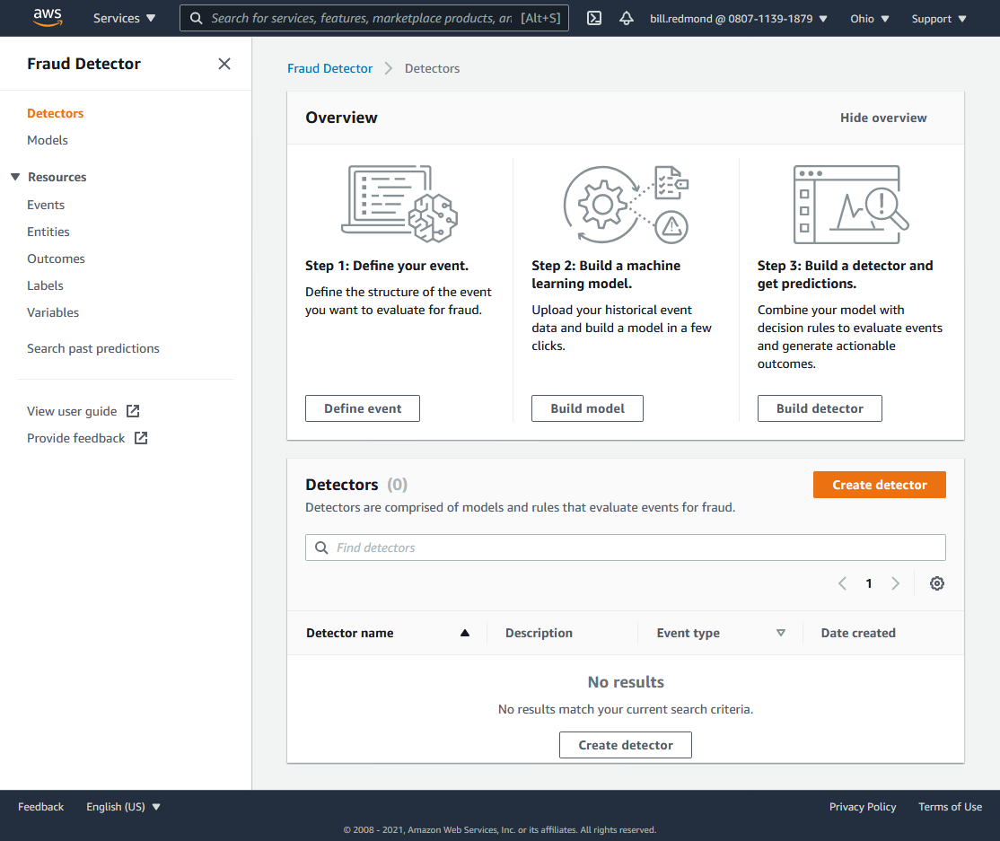 aws
Services
Search for services, features, marketplace products, an [Alt+S]
bill.redmond @ 0807-1139-1879
Ohio
Support
Fraud Detector
Detectors
Models
Resources
Events
Entities
Outcomes
Labels
Variables
Search past predictions
View user guide
Provide feedback
Fraud Detector
Detectors
Overview
Hide overview
Step 1: Define your event.
Define the structure of the event
you want to evaluate for fraud.
Define event
Step 2: Build a machine
learning model.
Upload your historical event
data and build a model in a few
clicks.
Build model
Step 3: Build a detector and
get predictions.
Combine your model with
decision rules to evaluate events
and generate actionable
outcomes.
Build detector
Detectors (0)
Create detector
Detectors are comprised of models and rules that evaluate events for fraud.
Find detectors
1
Detector name
Description
Event type
Date created
No results
No results match your current search criteria.
Create detector
Feedback
English (US)
Privacy Policy
Terms of Use
© 2008 - 2021, Amazon Web Services, Inc. or its affiliates. All rights reserved.